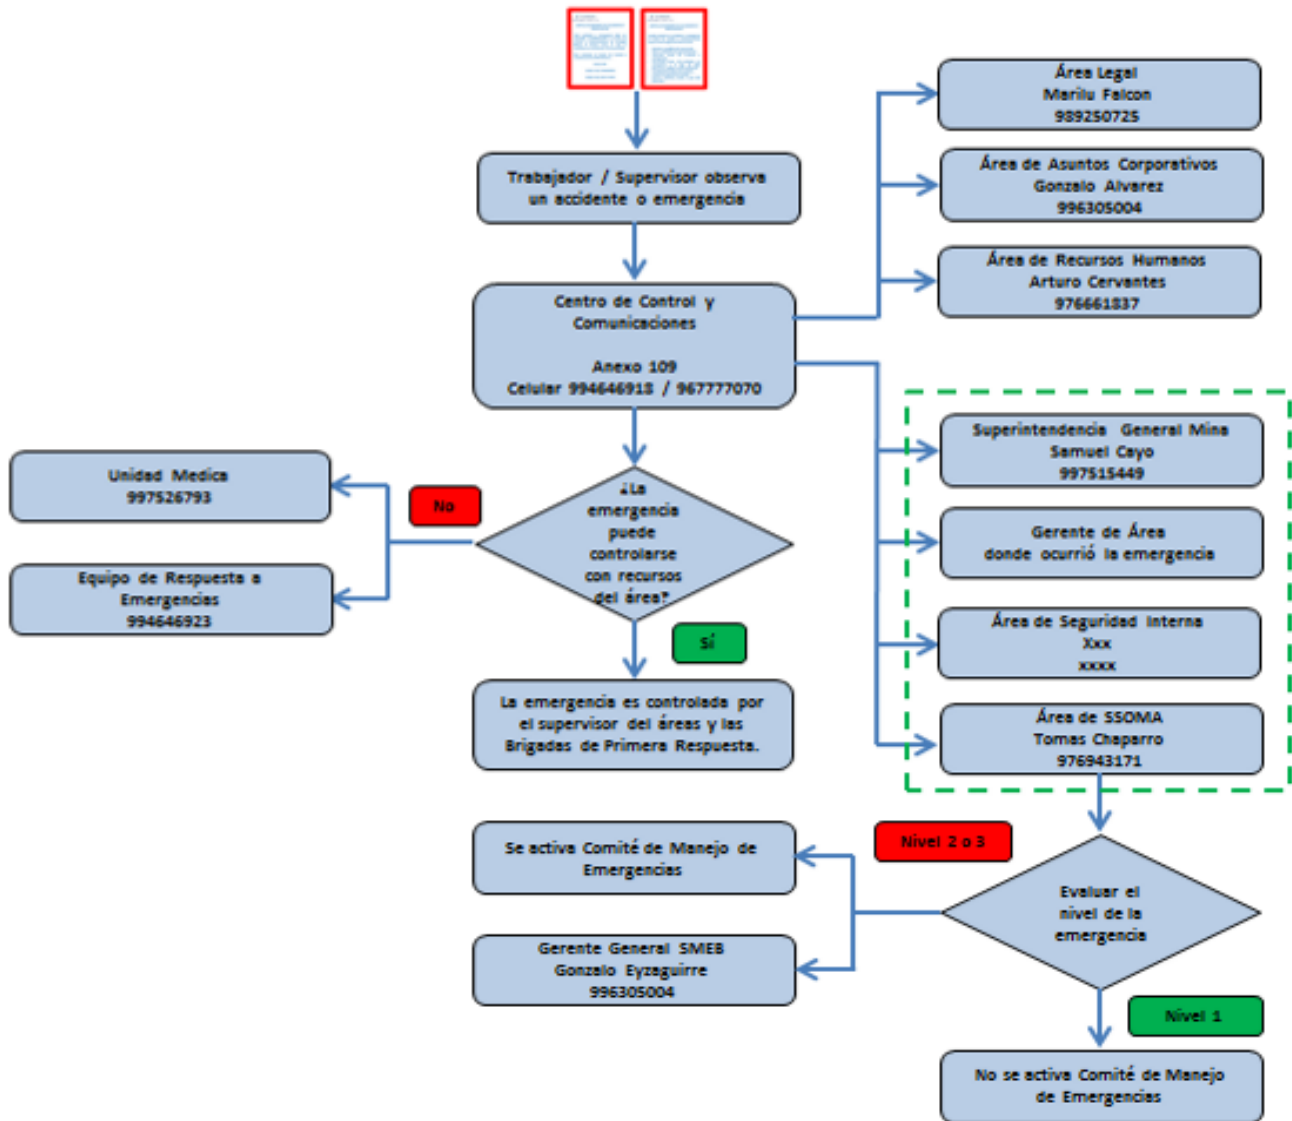 Trabajador / Supervisor observa
un accidente o emergencia
Centro de Control y
Comunicaciones
Anexo 109
Celular 994646918 / 967777070
Área Legal
Marilu Falcon
989250725
Área de Asuntos Corporativos
Gonzalo Alvarez
996305004
Área de Recursos Humanos
Arturo Cervantes
976661837
Superintendencia General Mina
Samuel Cayo
997515449
Gerente de Área
donde ocurrió la emergencia
Área de Seguridad Interna
Xxx
xxxx
Área de SSOMA
Tomas Chaparro
976943171
¿La
emergencia
puede
controlarse
con recursos
del área?
No
Unidad Medica
997526793
Equipo de Respuesta a
Emergencias
994646923
Sí
La emergencia es controlada por
el supervisor del áreas y las
Brigadas de Primera Respuesta.
Evaluar el
nivel de la
emergencia
Nivel 2 o 3
Se activa Comité de Manejo de
Emergencias
Gerente General SMEB
Gonzalo Eyzaguirre
996305004
Nivel 1
No se activa Comité de Manejo
de Emergencias